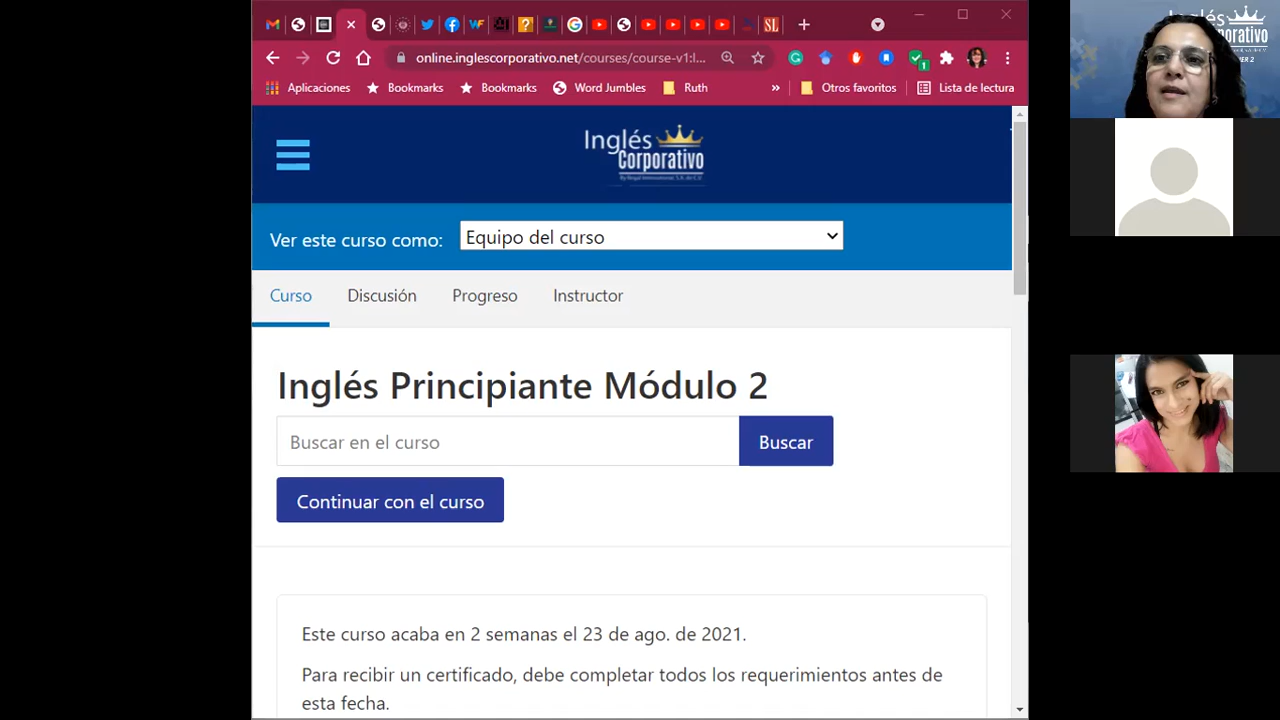 online.inglescorporativo.net/courses/course-v1:l...
Aplicaciones
Bookmarks
Bookmarks
Word Jumbles
Ruth
»
Otros favoritos
Lista de lectura
Inglés
Corporativo
Ver este curso como:
Equipo del curso
Curso
Discusión
Progreso
Instructor
Inglés Principiante Módulo 2
Buscar en el curso
Buscar
Continuar con el curso
Este curso acaba en 2 semanas el 23 de ago. de 2021.
Para recibir un certificado, debe completar todos los requerimientos antes de
esta fecha.